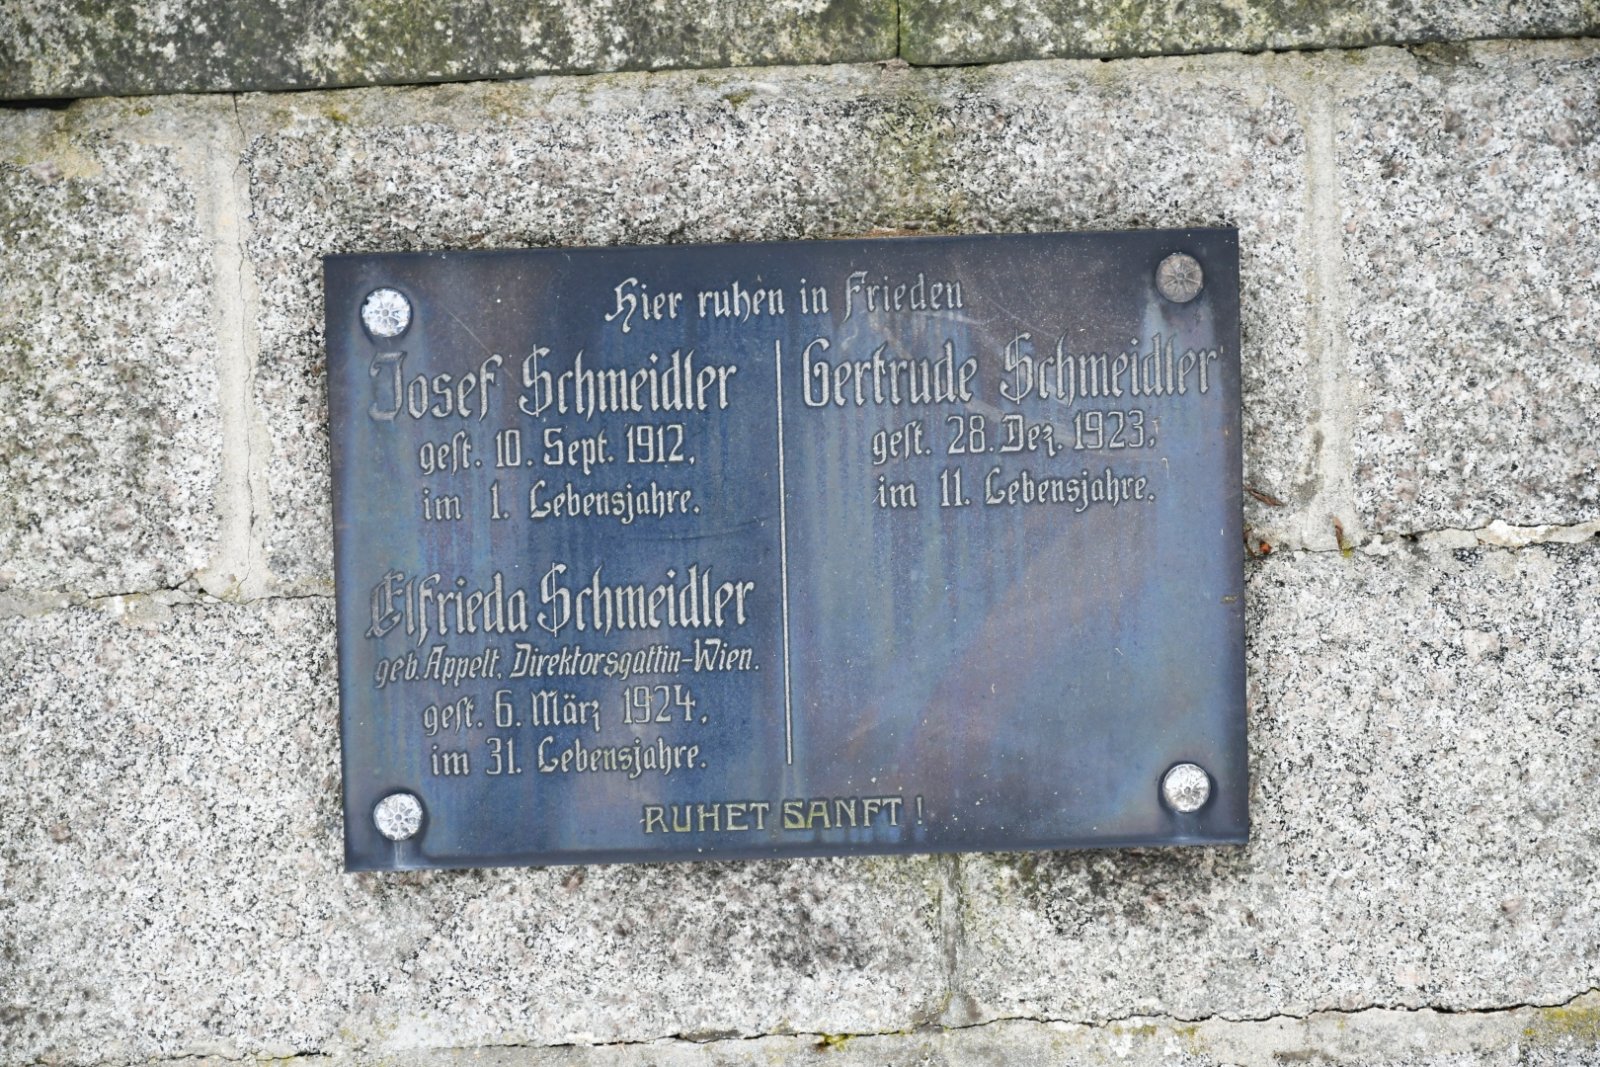 Hier ruhen in Frieden
Josef Schmeidler
gest. 10. Sept. 1912,
im 1. Lebensjahre.
Elfrieda Schmeidler
geb. Appelt, Direktorsgattin-Wien.
gest. 6. März 1924,
im 31. Lebensjahre.
Gertrude Schmeidler
gest. 28. Dez. 1923,
im 11. Lebensjahre.
RUHET SANFT!